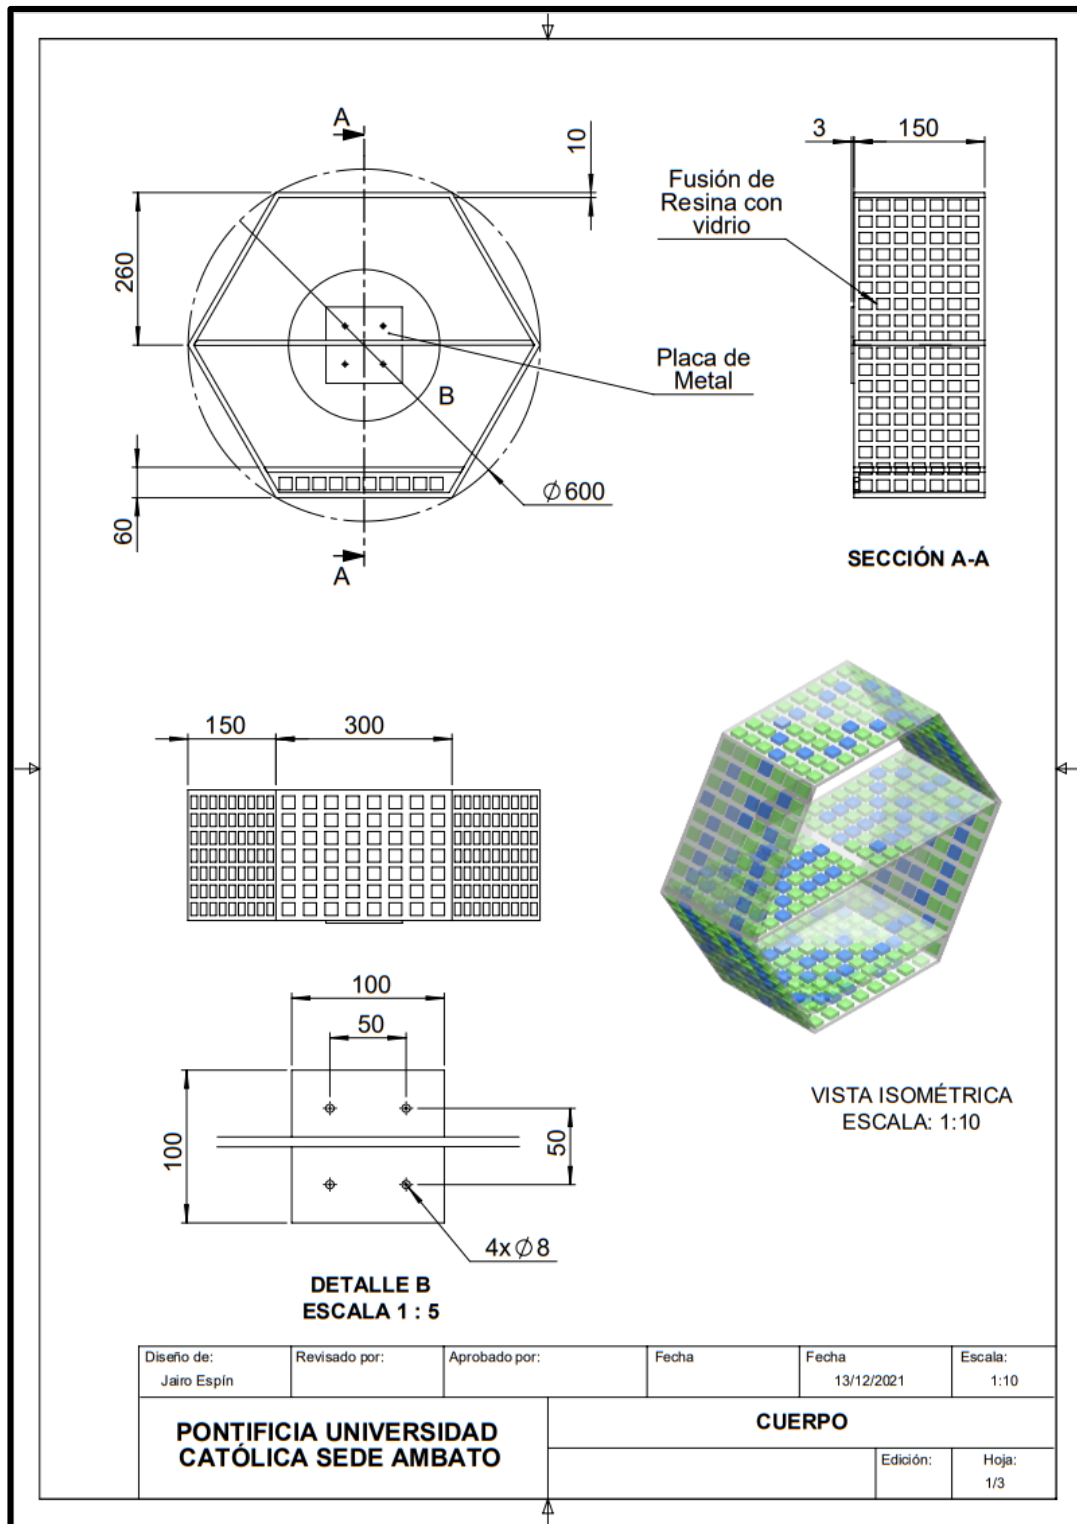 A
10
3
150
Fusión de
Resina con
vidrio
260
Placa de
Metal
B
Ø600
60
A
SECCIÓN A-A
150
300
100
50
100
50
4xØ8
DETALLE B
ESCALA 1 : 5
VISTA ISOMÉTRICA
ESCALA: 1:10
Diseño de:
Jairo Espín
Revisado por:
Aprobado por:
Fecha
Fecha
13/12/2021
Escala:
1:10
PONTIFICIA UNIVERSIDAD
CATÓLICA SEDE AMBATO
CUERPO
Edición:
Hoja:
1/3